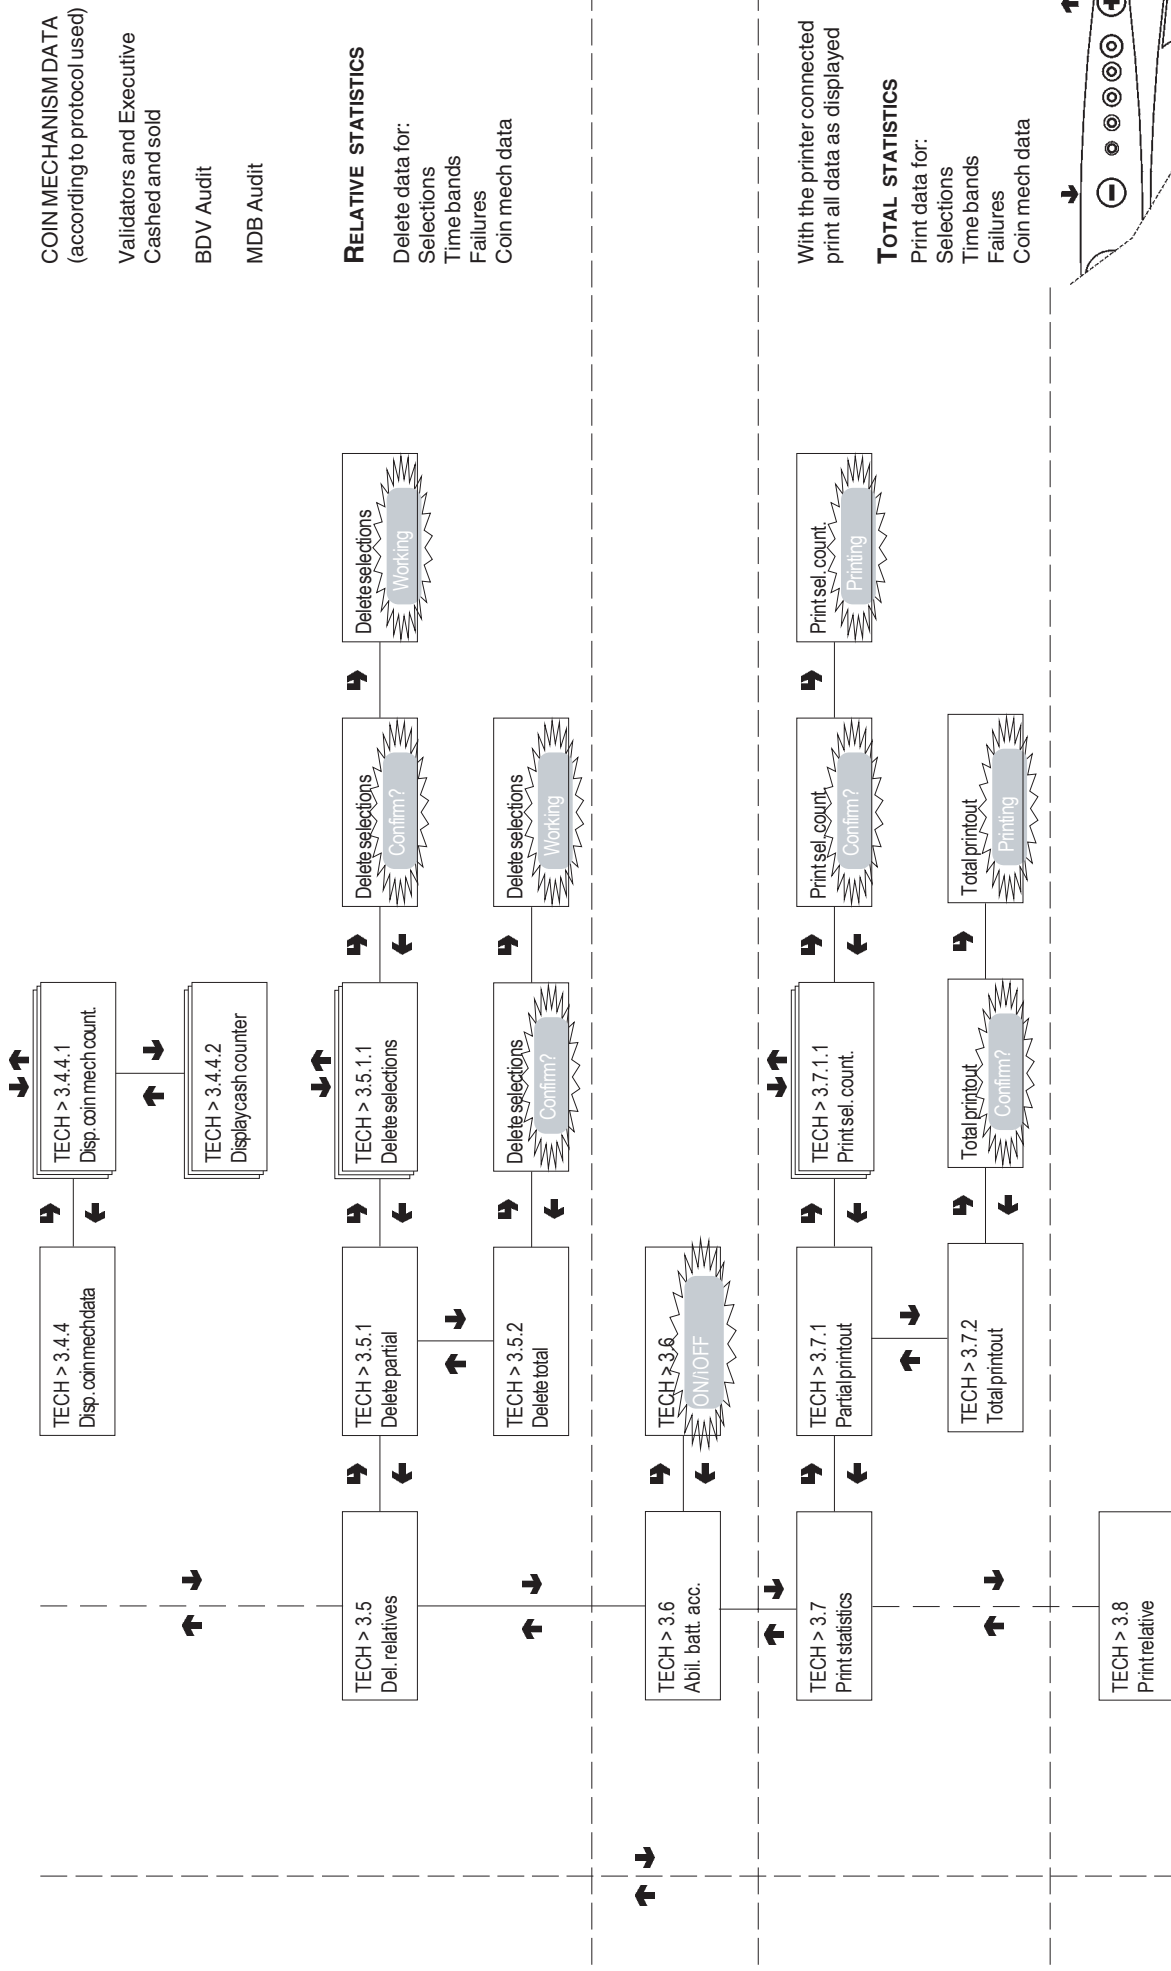 TECH > 3.4.4
Disp. coin mech data
TECH > 3.4.4.1
Disp. coin mech count.
TECH > 3.4.4.2
Display cash counter
COIN MECHANISM DATA
(according to protocol used)
Validators and Executive
Cashed and sold
BDV Audit
MDB Audit
TECH > 3.5
Del. relatives
TECH > 3.5.1
Delete partial
TECH > 3.5.1.1
Delete selections
Delete selections
Confirm?
Delete selections
Working
TECH > 3.5.2
Delete total
Delete selections
Confirm?
Delete selections
Working
RELATIVE STATISTICS
Delete data for:
Selections
Time bands
Failures
Coin mech data
TECH > 3.6
Abil. batt. acc.
TECH > 3.6
ON/iOFF
TECH > 3.7
Print statistics
TECH > 3.7.1
Partial printout
TECH > 3.7.1.1
Print sel. count.
Print sel. count.
Confirm?
Print sel. count.
Printing
TECH > 3.7.2
Total printout
Total printout
Confirm?
Total printout
Printing
With the printer connected
print all data as displayed
TOTAL STATISTICS
Print data for:
Selections
Time bands
Failures
Coin mech data
TECH > 3.8
Print relative